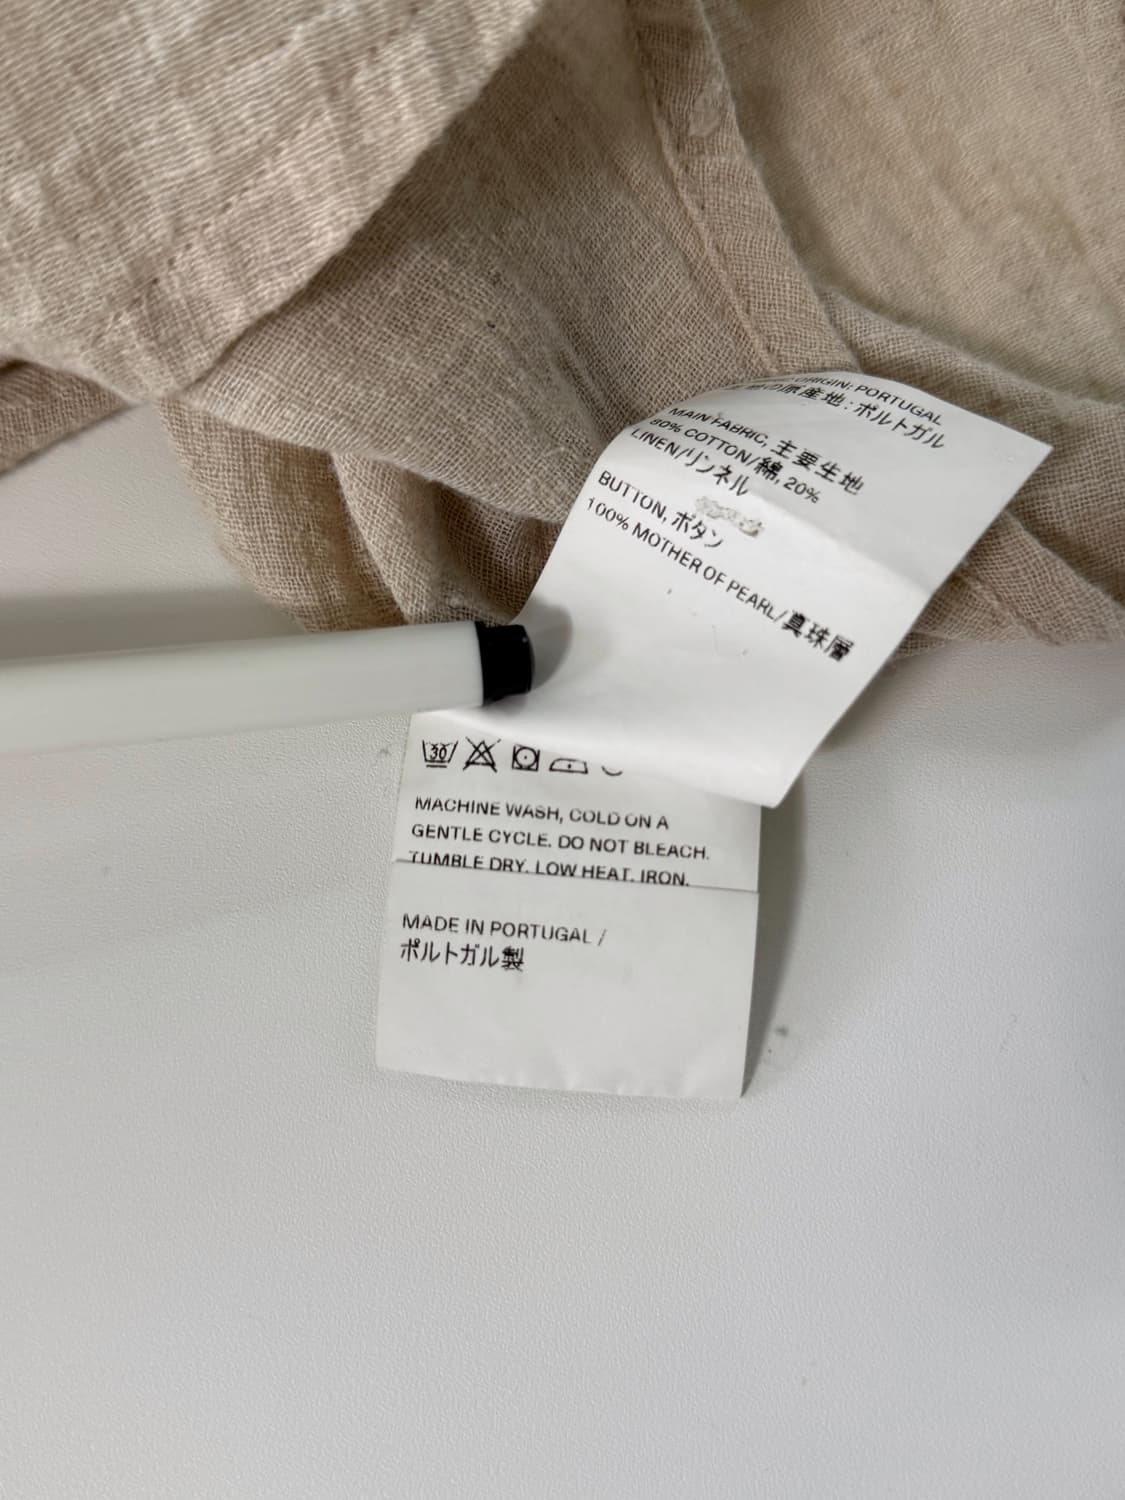 ORIGIN: PORTUGAL
の原産地：ポルトガル
MAIN FABRIC, 主要生地
80% COTTON/綿, 20%
LINEN/リンネル
BUTTON, ボタン
100% MOTHER OF PEARL/真珠層
30
MACHINE WASH, COLD ON A
GENTLE CYCLE. DO NOT BLEACH.
TUMBLE DRY. LOW HEAT. IRON.
MADE IN PORTUGAL /
ポルトガル製